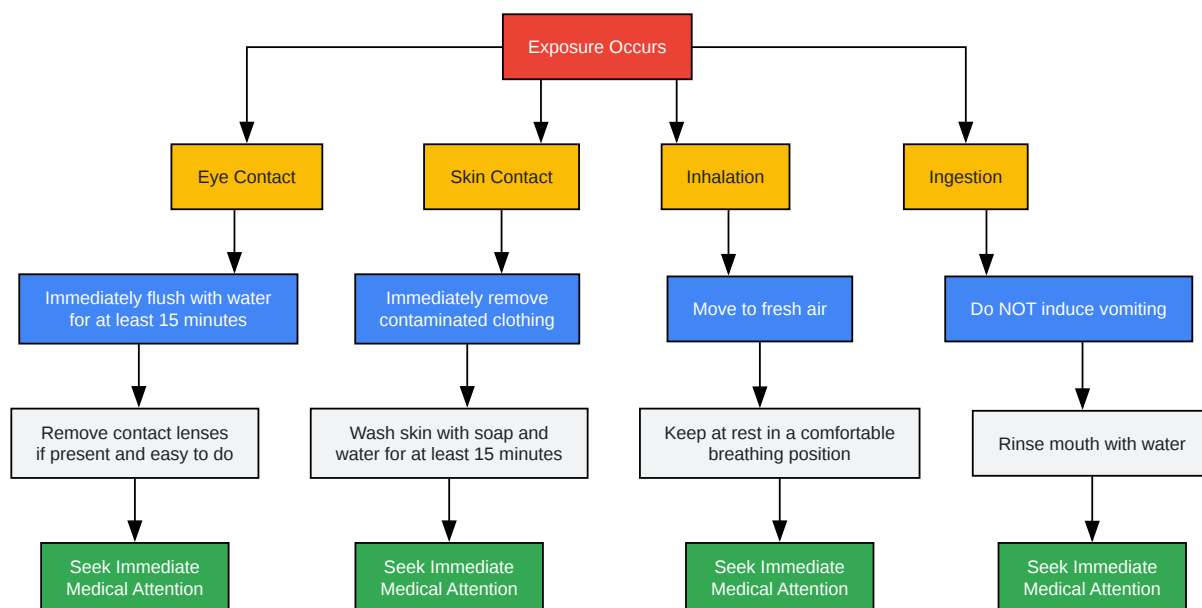 Exposure Occurs
Eye Contact
Skin Contact
Inhalation
Ingestion
Immediately flush with water
for at least 15 minutes
Immediately remove
contaminated clothing
Move to fresh air
Do NOT induce vomiting
Remove contact lenses
if present and easy to do
Wash skin with soap and
water for at least 15 minutes
Keep at rest in a comfortable
breathing position
Rinse mouth with water
Seek Immediate
Medical Attention
Seek Immediate
Medical Attention
Seek Immediate
Medical Attention
Seek Immediate
Medical Attention